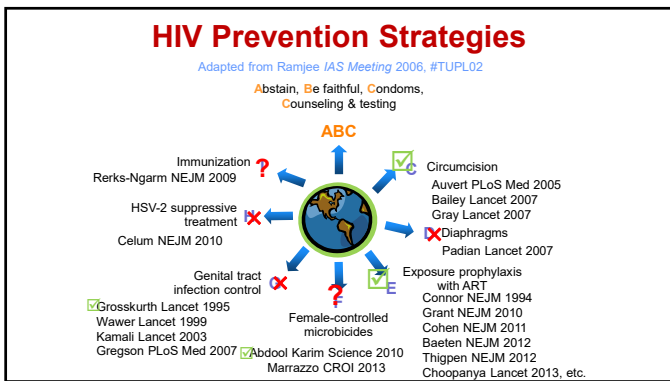 HIV Prevention Strategies
Adapted from Ramjee IAS Meeting 2006, #TUPL02
Abstain, Be faithful, Condoms,
Counseling & testing
ABC
Immunization I ?
Rerks-Ngarm NEJM 2009
C Circumcision
Auvert PLoS Med 2005
Bailey Lancet 2007
Gray Lancet 2007
HSV-2 suppressive H
treatment
Celum NEJM 2010
D Diaphragms
Padian Lancet 2007
Genital tract G
infection control
Grosskurth Lancet 1995
Wawer Lancet 1999
Kamali Lancet 2003
Gregson PLoS Med 2007
? F
Female-controlled
microbicides
Abdool Karim Science 2010
Marrazzo CROI 2013
E Exposure prophylaxis
with ART
Connor NEJM 1994
Grant NEJM 2010
Cohen NEJM 2011
Baeten NEJM 2012
Thigpen NEJM 2012
Choopanya Lancet 2013, etc.